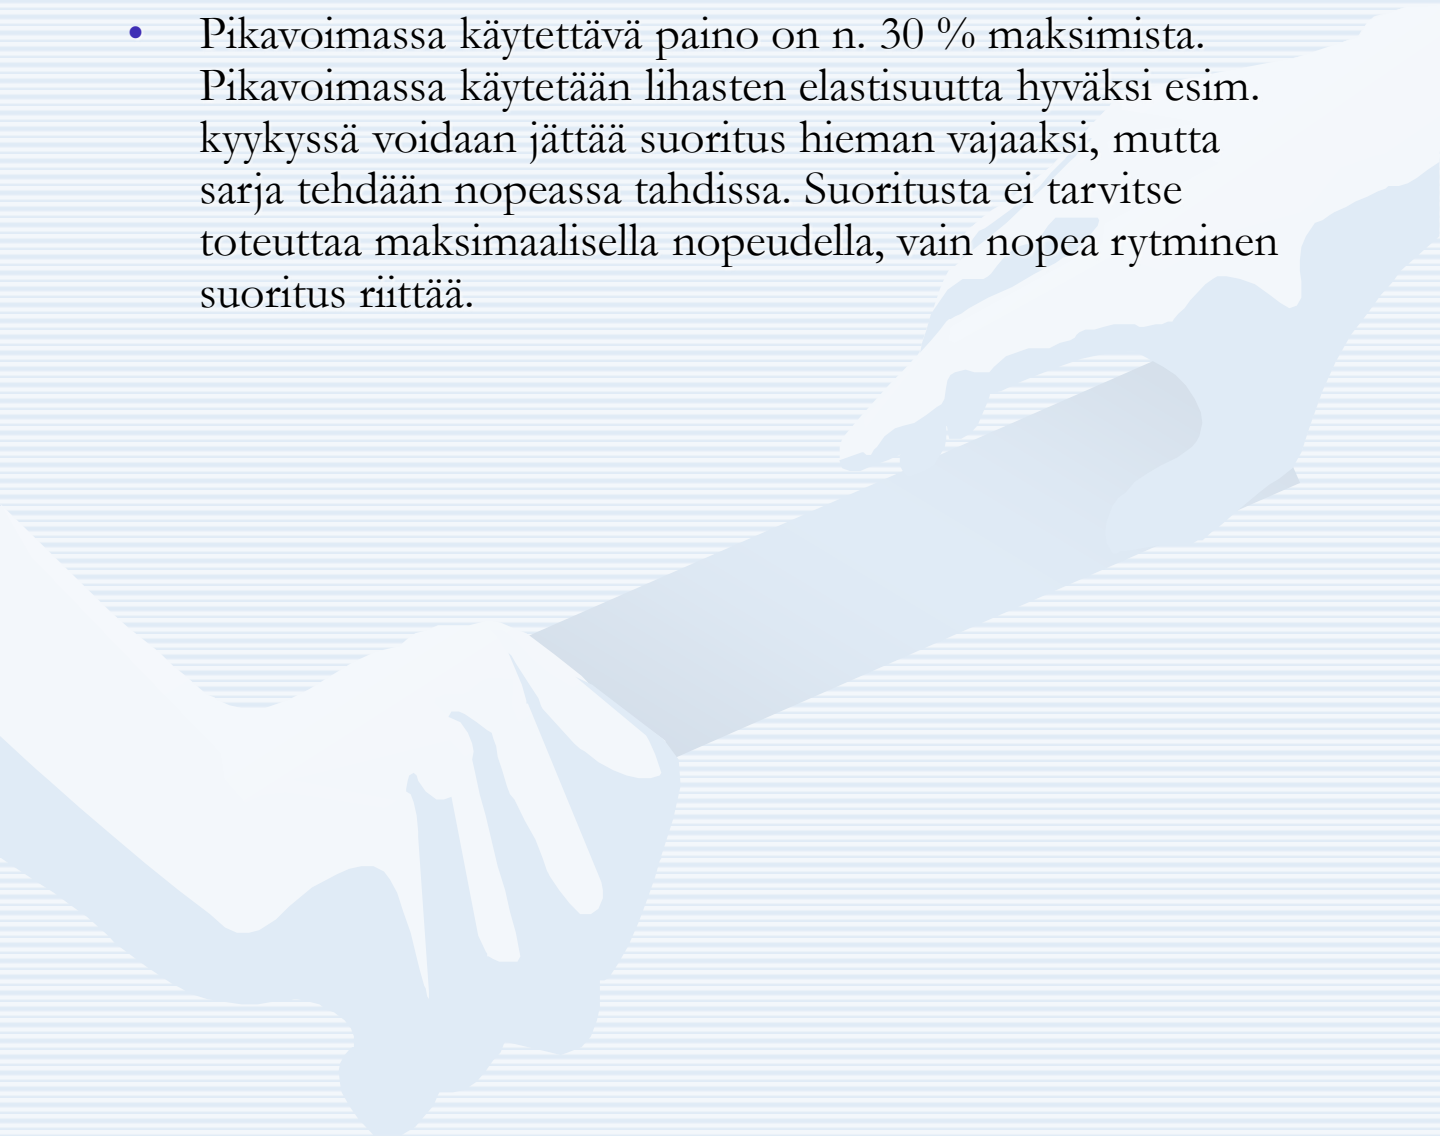 • Pikavoimassa käytettävä paino on n. 30 % maksimista.
Pikavoimassa käytetään lihasten elastisuutta hyväksi esim.
kyykyssä voidaan jättää suoritus hieman vajaaksi, mutta
sarja tehdään nopeassa tahdissa. Suoritusta ei tarvitse
toteuttaa maksimaalisella nopeudella, vain nopea rytminen
suoritus riittää.